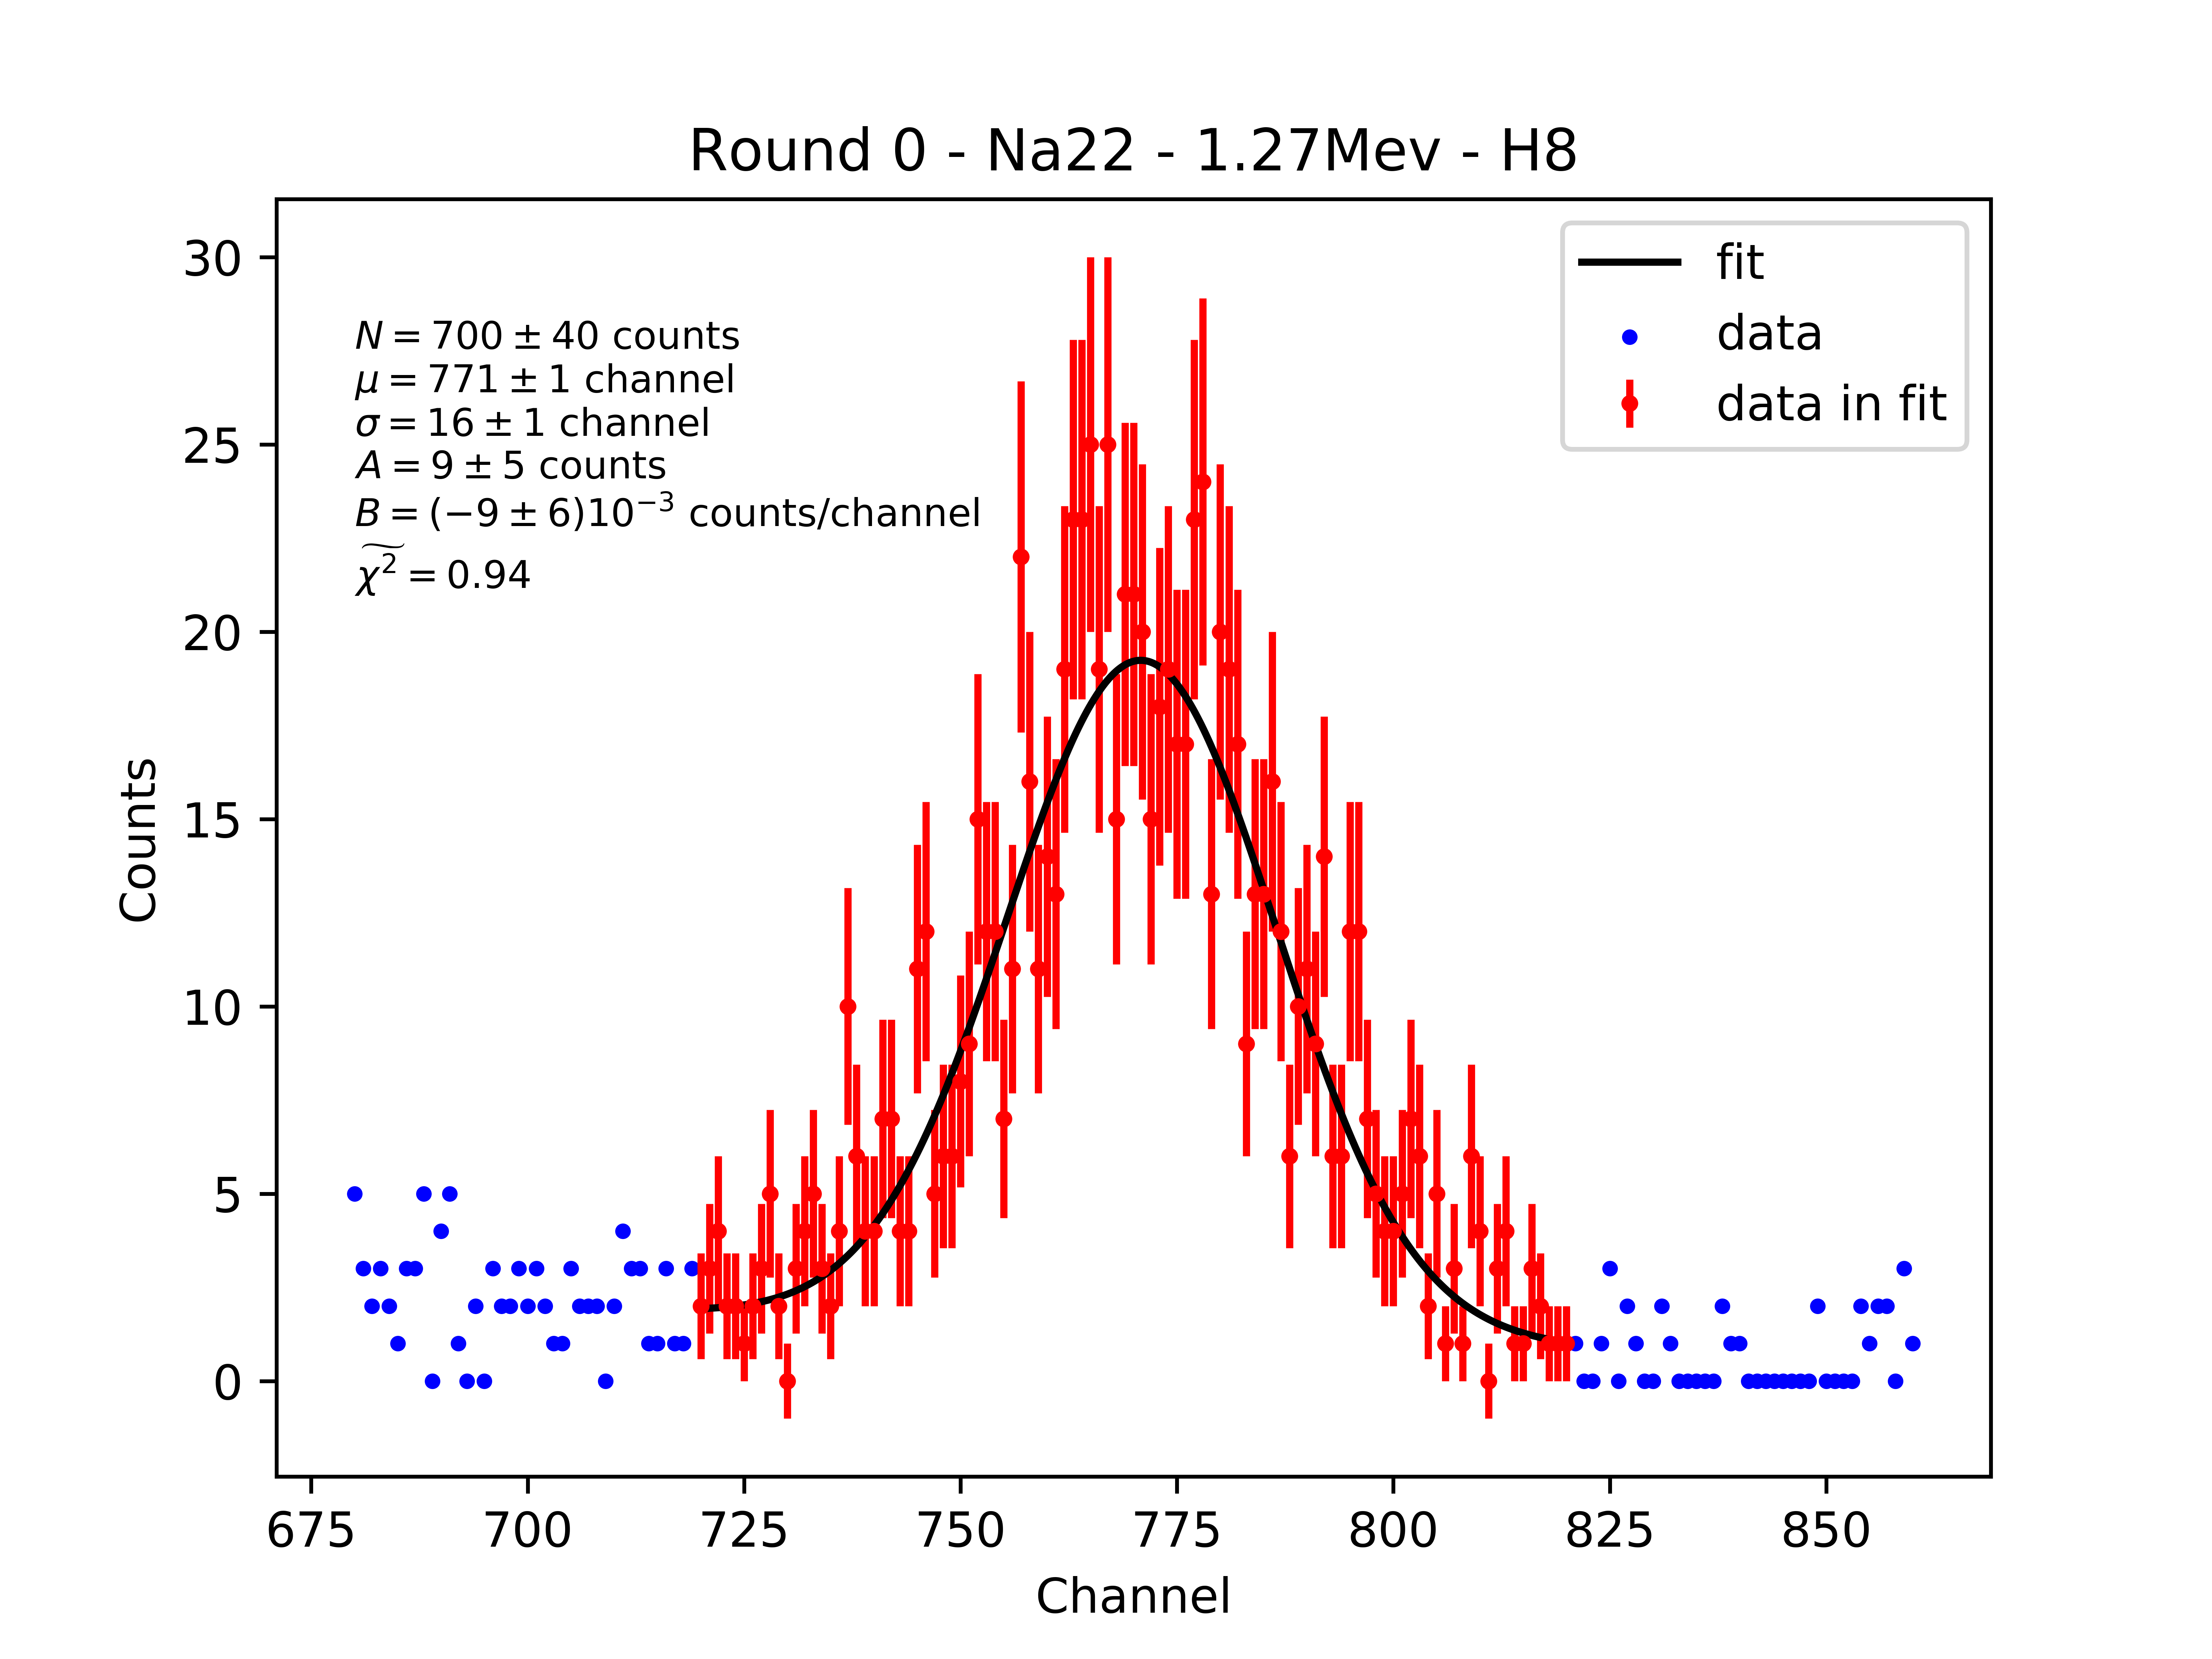 Round 0 - Na22 - 1.27Mev - H8
30
25
20
15
10
5
0
Counts
N = 700 ± 40 counts
μ = 771 ± 1 channel
σ = 16 ± 1 channel
A = 9 ± 5 counts
B = (−9 ± 6)10⁻³ counts/channel
χ̃² = 0.94
fit
data
data in fit
675 700 725 750 775 800 825 850
Channel